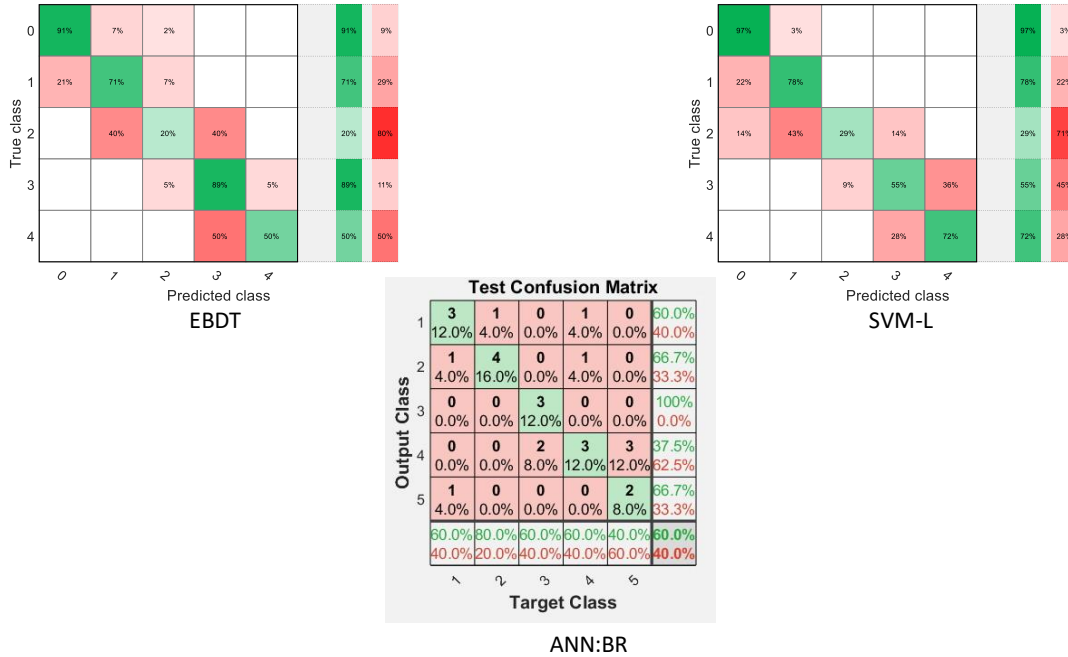 0 91% 7% 2% 91% 9%
1 21% 71% 7% 71% 29%
2 40% 20% 40% 20% 80%
3 5% 89% 5% 89% 11%
4 50% 50% 50% 50%
True class
0 1 2 3 4
Predicted class
EBDT
0 97% 3% 97% 3%
1 22% 78% 78% 22%
2 14% 43% 29% 14% 29% 71%
3 9% 55% 36% 55% 45%
4 28% 72% 72% 28%
True class
0 1 2 3 4
Predicted class
SVM-L
Test Confusion Matrix
1 3 1 0 1 0 60.0%
12.0% 4.0% 0.0% 4.0% 0.0% 40.0%
2 1 4 0 1 0 66.7%
4.0% 16.0% 0.0% 4.0% 0.0% 33.3%
3 0 0 3 0 0 100%
0.0% 0.0% 12.0% 0.0% 0.0% 0.0%
4 0 0 2 3 3 37.5%
0.0% 0.0% 8.0% 12.0% 12.0% 62.5%
5 1 0 0 0 2 66.7%
4.0% 0.0% 0.0% 0.0% 8.0% 33.3%
60.0% 80.0% 60.0% 60.0% 40.0% 60.0%
40.0% 20.0% 40.0% 40.0% 60.0% 40.0%
Output Class
1 2 3 4 5
Target Class
ANN:BR